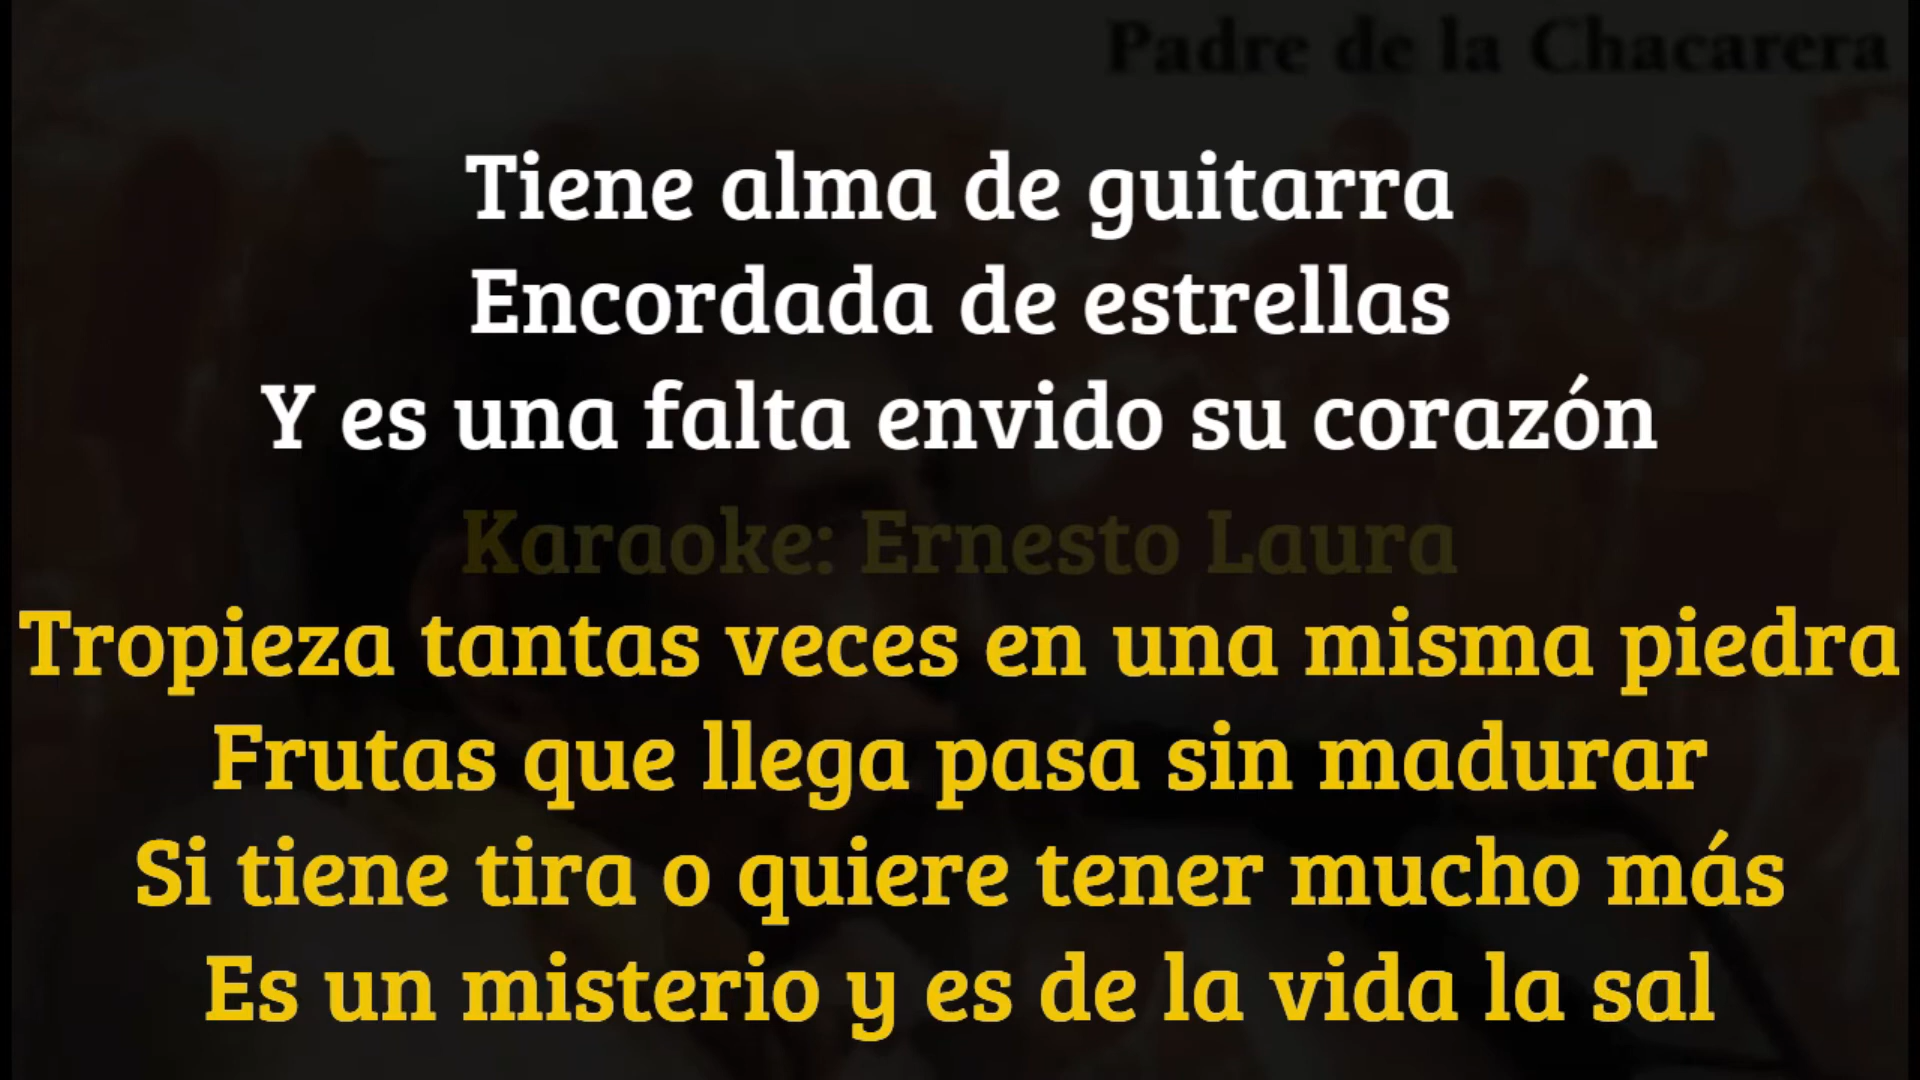 Padre de la Chacarera
Tiene alma de guitarra
Encordada de estrellas
Y es una falta envido su corazón
Karaoke: Ernesto Laura
Tropieza tantas veces en una misma piedra
Frutas que llega pasa sin madurar
Si tiene tira o quiere tener mucho más
Es un misterio y es de la vida la sal